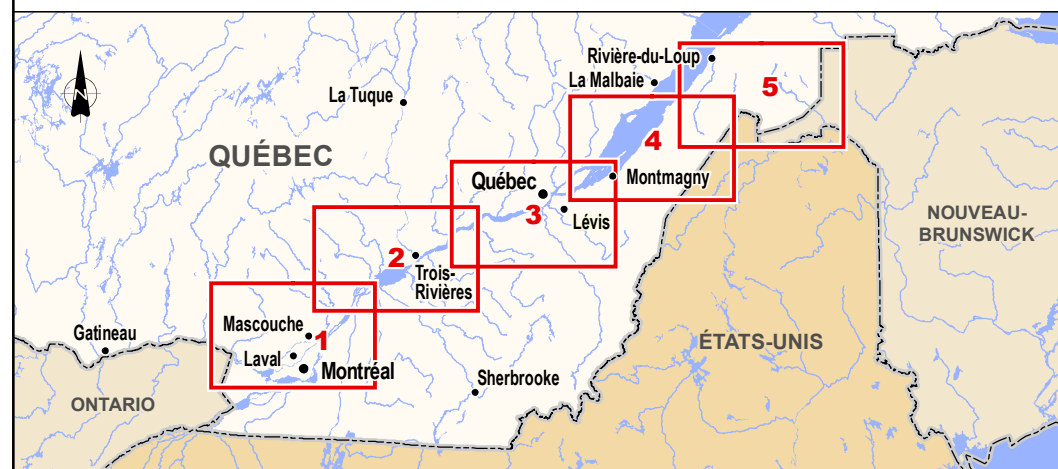 N
Rivière-du-Loup
La Malbaie
5
La Tuque
4
QUÉBEC
Québec
Montmagny
3
Lévis
NOUVEAU-
BRUNSWICK
2
Trois-
Rivières
Mascouche
1
Gatineau
Laval
Montréal
ÉTATS-UNIS
Sherbrooke
ONTARIO